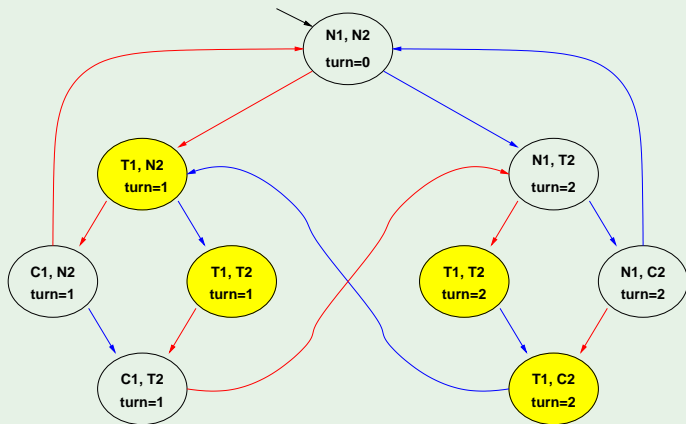 N1, N2
turn=0
T1, N2
turn=1
N1, T2
turn=2
C1, N2
turn=1
T1, T2
turn=1
T1, T2
turn=2
N1, C2
turn=2
C1, T2
turn=1
T1, C2
turn=2